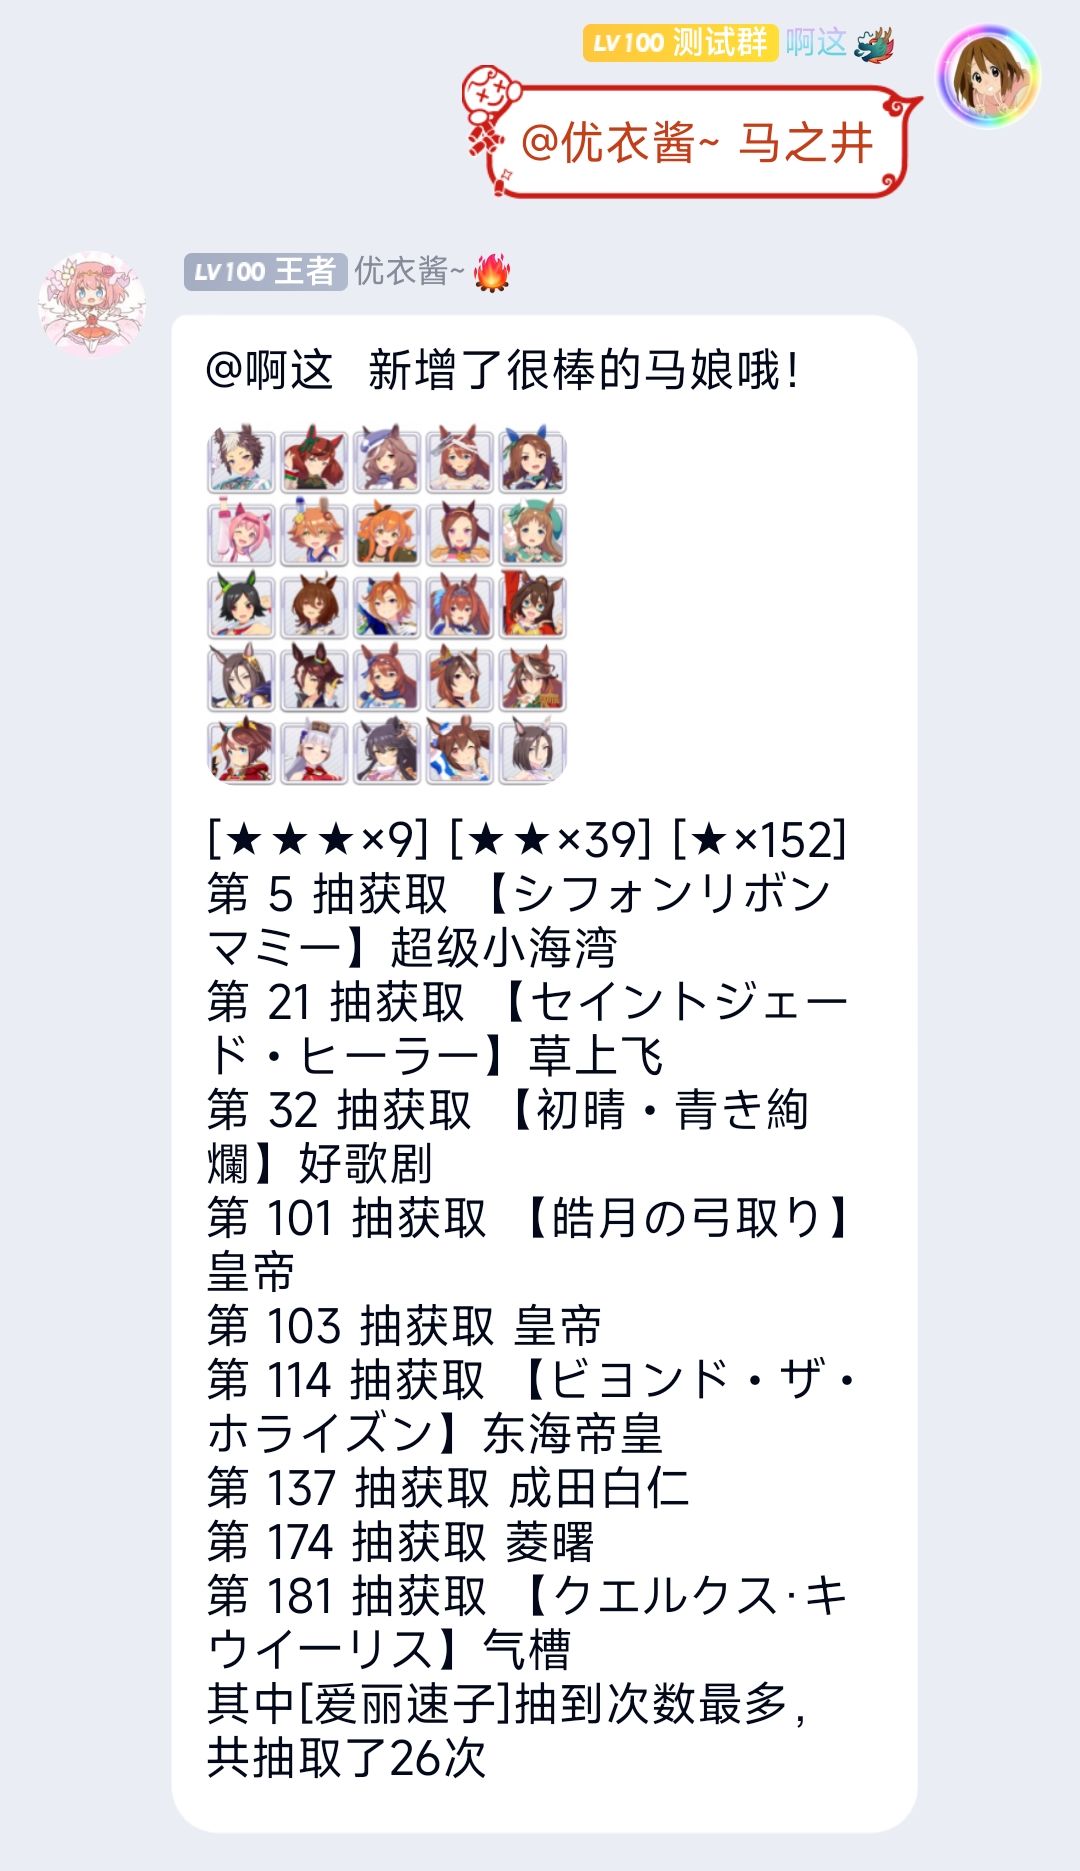 LV100 测试群 啊这
@优衣酱~ 马之井
LV100 王者 优衣酱~
@啊这 新增了很棒的马娘哦！
[★★★×9] [★★×39] [★×152]
第 5 抽获取 【シフォンリボン
マミー】超级小海湾
第 21 抽获取 【セイントジェー
ド・ヒーラー】草上飞
第 32 抽获取 【初晴・青き絢
爛】好歌剧
第 101 抽获取 【皓月の弓取り】
皇帝
第 103 抽获取 皇帝
第 114 抽获取 【ビヨンド・ザ・
ホライズン】东海帝皇
第 137 抽获取 成田白仁
第 174 抽获取 菱曙
第 181 抽获取 【クエルクス·キ
ウイーリス】气槽
其中[爱丽速子]抽到次数最多，
共抽取了26次